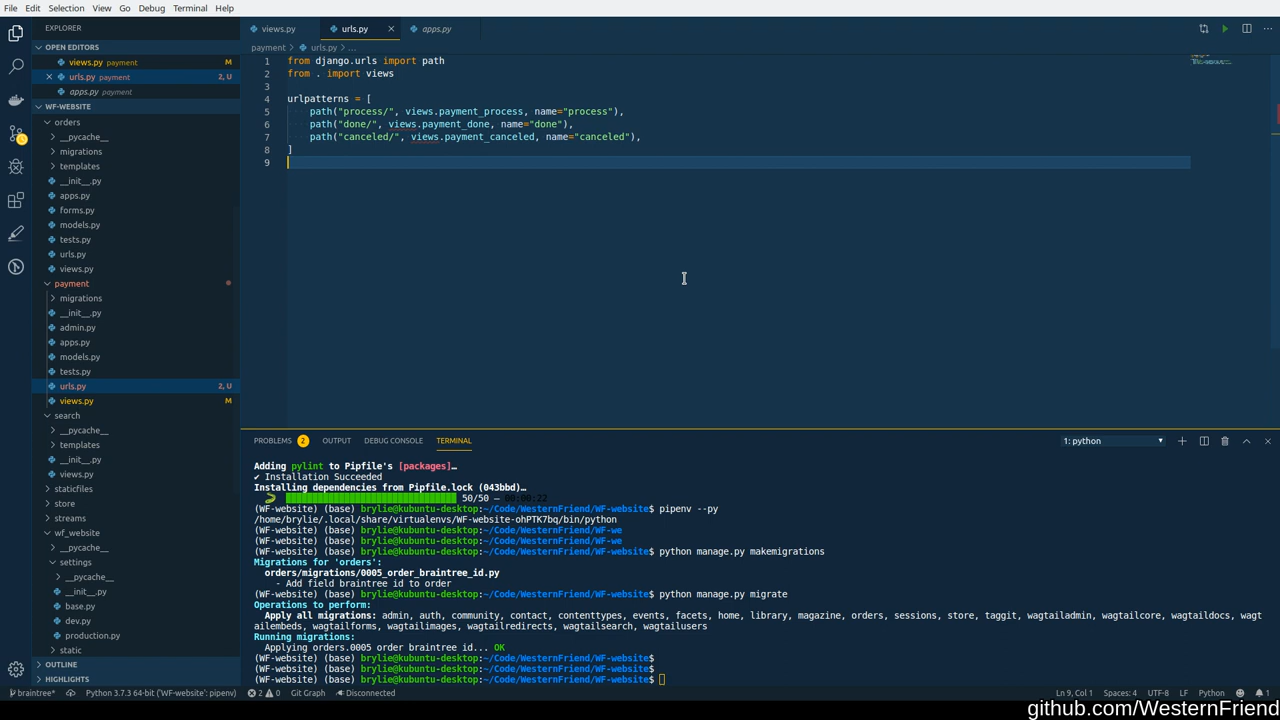 File Edit Selection View Go Debug Terminal Help
EXPLORER
OPEN EDITORS
views.py payment M
urls.py payment 2, U
apps.py payment
WF-WEBSITE
orders
__pycache__
migrations
templates
__init__.py
apps.py
forms.py
models.py
tests.py
urls.py
views.py
payment
migrations
__init__.py
admin.py
apps.py
models.py
tests.py
urls.py 2, U
views.py M
search
__pycache__
templates
__init__.py
views.py
staticfiles
store
streams
wf_website
__pycache__
settings
__pycache__
__init__.py
base.py
dev.py
production.py
static
OUTLINE
HIGHLIGHTS
views.py urls.py apps.py
payment > urls.py > ...
1 from django.urls import path
2 from . import views
3
4 urlpatterns = [
5 path("process/", views.payment_process, name="process"),
6 path("done/", views.payment_done, name="done"),
7 path("canceled/", views.payment_canceled, name="canceled"),
8 ]
9
PROBLEMS 2 OUTPUT DEBUG CONSOLE TERMINAL 1: python
Adding pylint to Pipfile's [packages]…
✔ Installation Succeeded
Installing dependencies from Pipfile.lock (043bbd)…
50/50 — 00:00:22
(WF-website) (base) brylie@kubuntu-desktop:~/Code/WesternFriend/WF-website$ pipenv --py
/home/brylie/.local/share/virtualenvs/WF-website-ohPTK7bq/bin/python
(WF-website) (base) brylie@kubuntu-desktop:~/Code/WesternFriend/WF-we
(WF-website) (base) brylie@kubuntu-desktop:~/Code/WesternFriend/WF-we
(WF-website) (base) brylie@kubuntu-desktop:~/Code/WesternFriend/WF-website$ python manage.py makemigrations
Migrations for 'orders':
orders/migrations/0005_order_braintree_id.py
- Add field braintree id to order
(WF-website) (base) brylie@kubuntu-desktop:~/Code/WesternFriend/WF-website$ python manage.py migrate
Operations to perform:
Apply all migrations: admin, auth, community, contact, contenttypes, events, facets, home, library, magazine, orders, sessions, store, taggit, wagtailadmin, wagtailcore, wagtaildocs, wagt
ailembeds, wagtailforms, wagtailimages, wagtailredirects, wagtailsearch, wagtailusers
Running migrations:
Applying orders.0005 order braintree id... OK
(WF-website) (base) brylie@kubuntu-desktop:~/Code/WesternFriend/WF-website$
(WF-website) (base) brylie@kubuntu-desktop:~/Code/WesternFriend/WF-website$
(WF-website) (base) brylie@kubuntu-desktop:~/Code/WesternFriend/WF-website$
braintree* Python 3.7.3 64-bit ('WF-website': pipenv) 2 0 Git Graph Disconnected Ln 9, Col 1 Spaces: 4 UTF-8 LF Python 1
github.com/WesternFriend